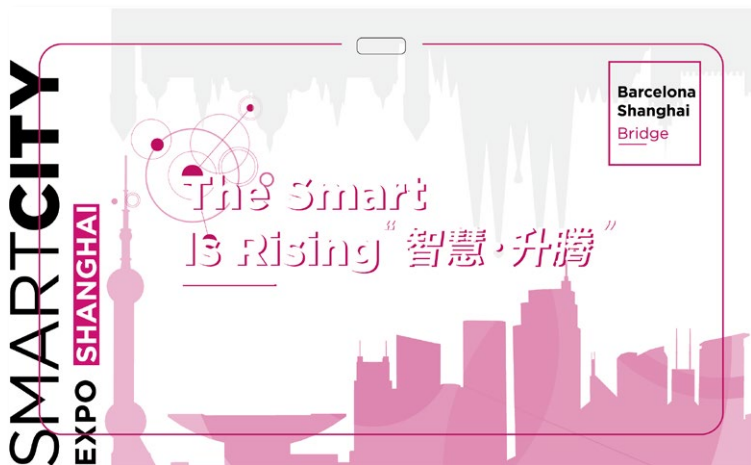 SMARTCITY
EXPO SHANGHAI
Barcelona
Shanghai
Bridge
The Smart
Is Rising “智慧·升腾”